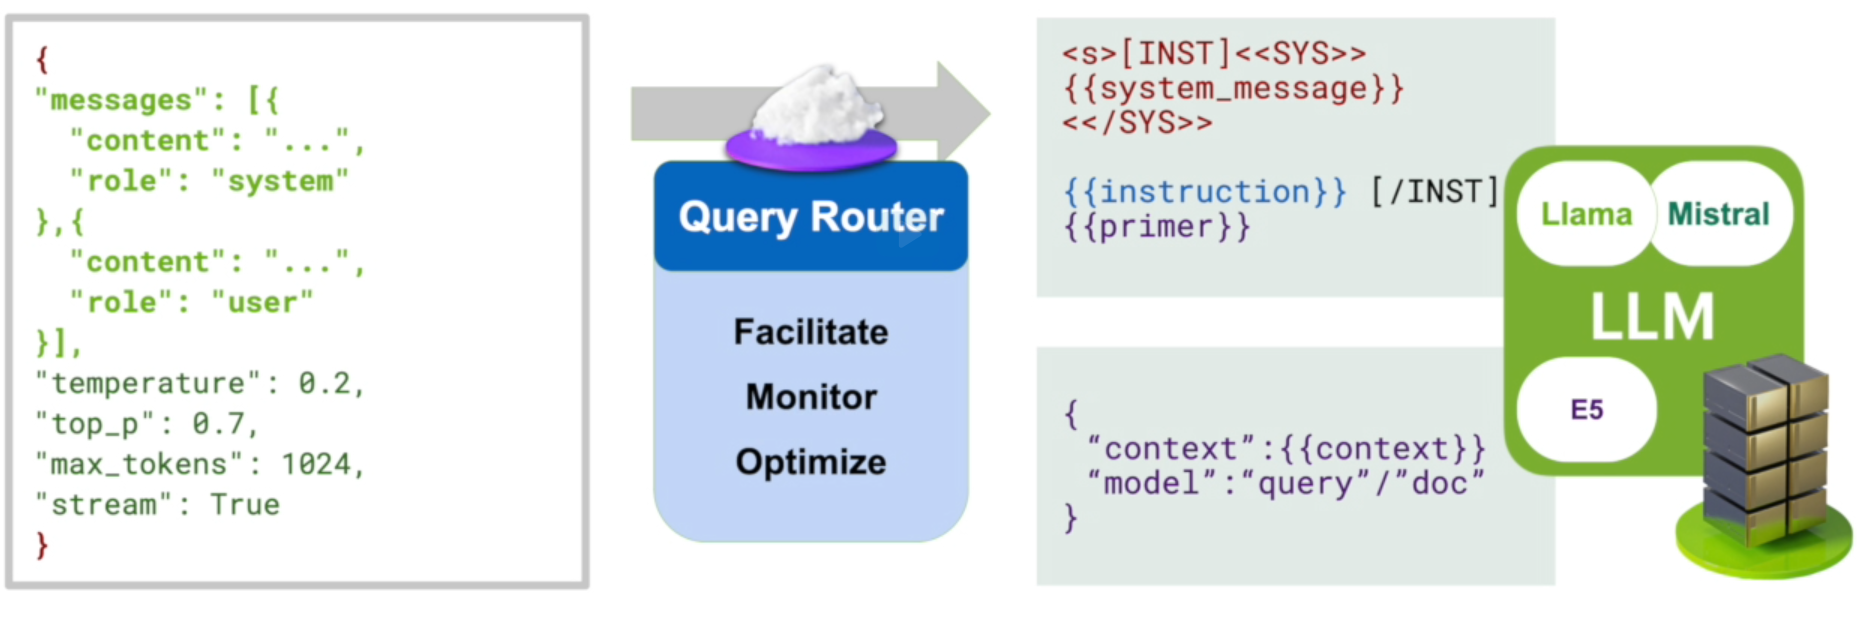 {
"messages": [{
"content": "...",
"role": "system"
},{
"content": "...",
"role": "user"
}],
"temperature": 0.2,
"top_p": 0.7,
"max_tokens": 1024,
"stream": True
}
Query Router
Facilitate
Monitor
Optimize
<s>[INST]<<SYS>>
{{system_message}}
<</SYS>>
{{instruction}} [/INST]
{{primer}}
{
“context”:{{context}}
“model”:“query”/”doc”
}
Llama
Mistral
LLM
E5